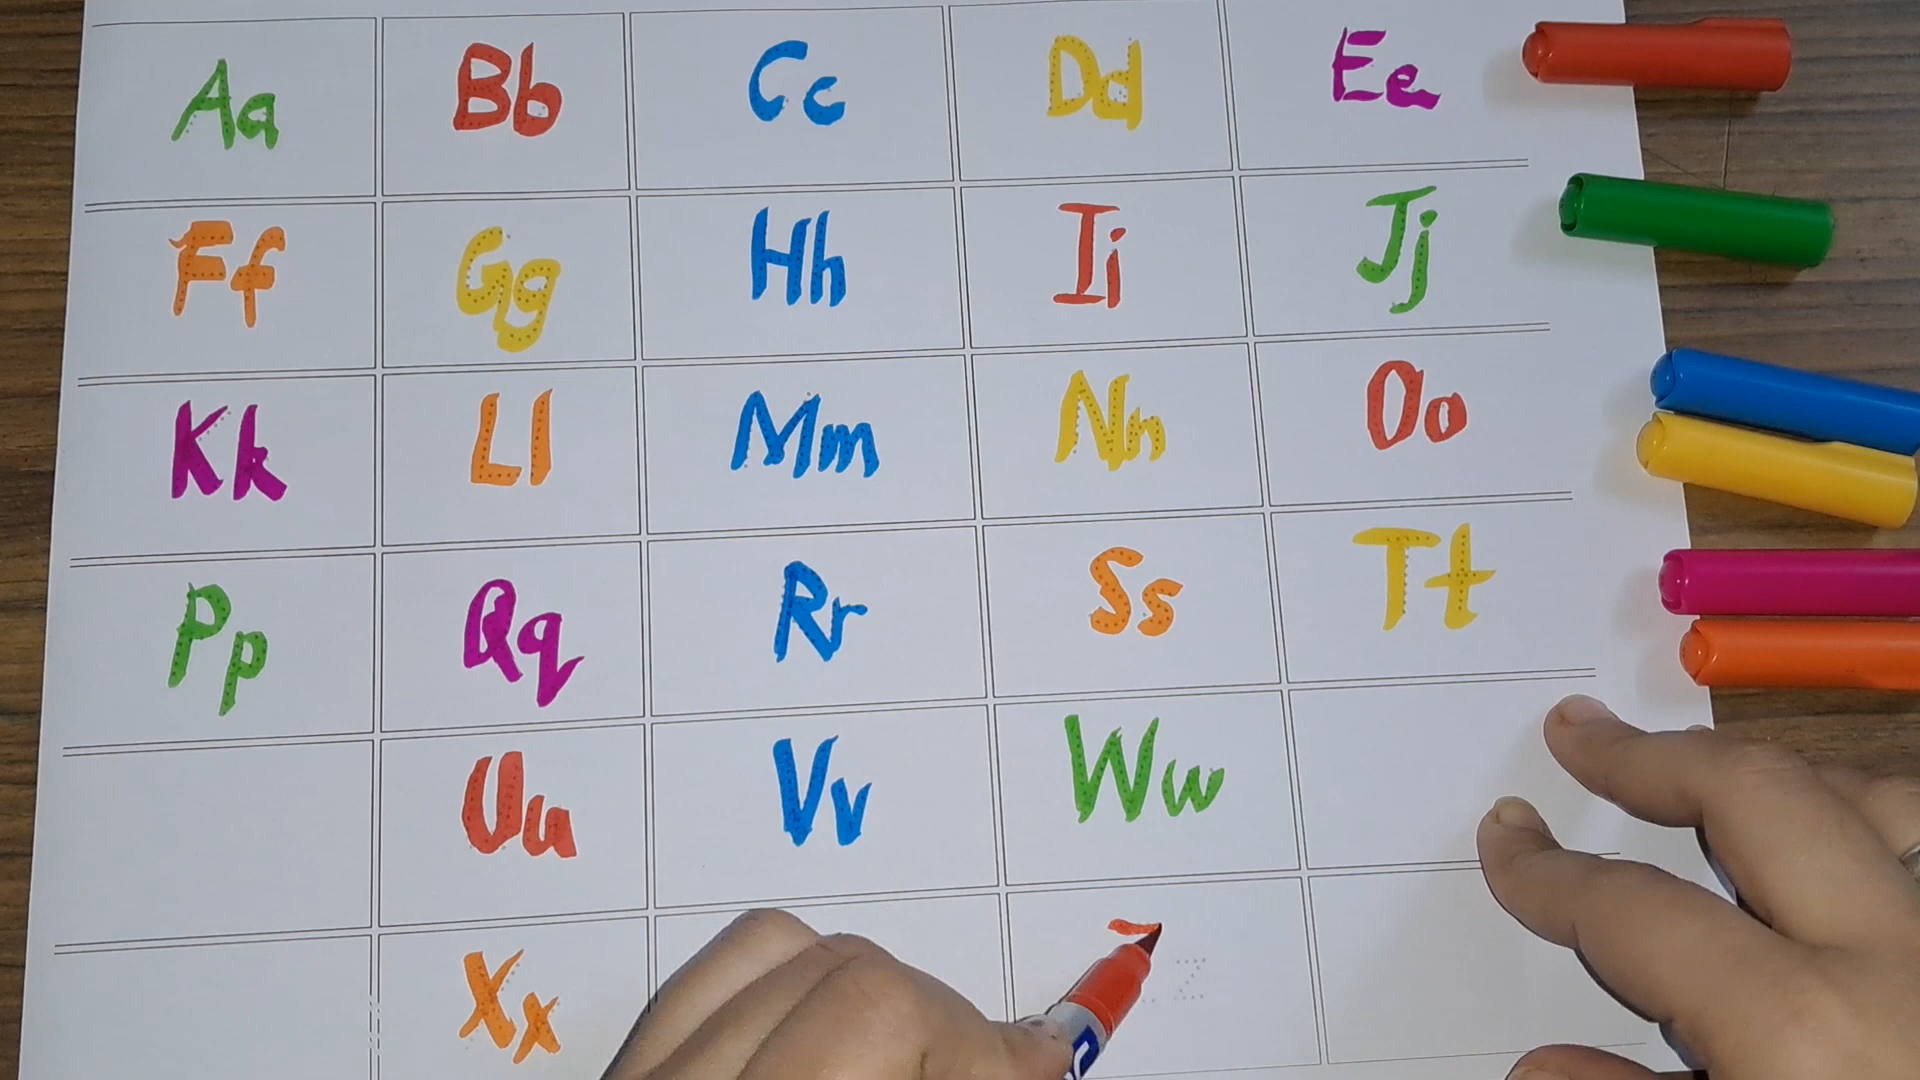 Aa Bb Cc Dd Ee
Ff Gg Hh Ii Jj
Kk Ll Mm Nn Oo
Pp Qq Rr Ss Tt
Uu Vv Ww
Xx z